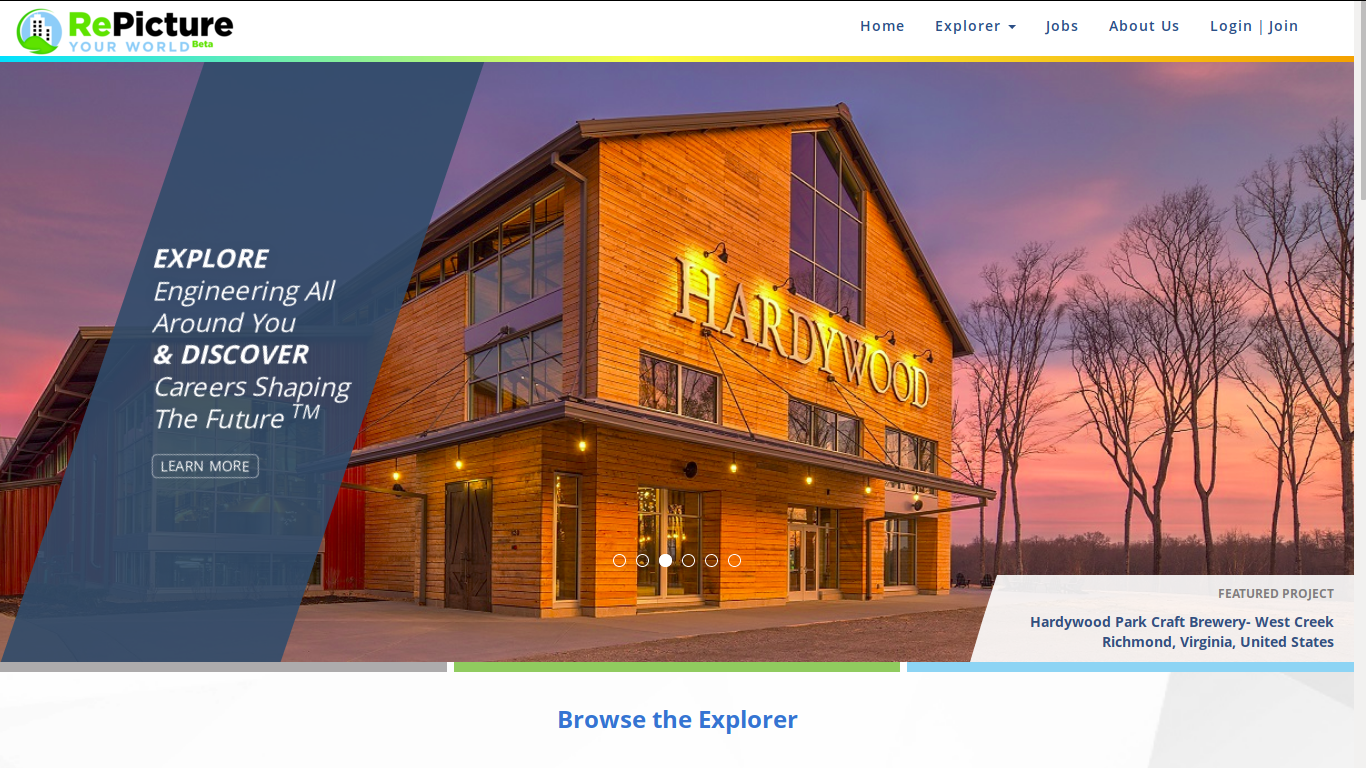 RePicture
YOUR WORLD Beta
Home Explorer Jobs About Us Login | Join
EXPLORE
Engineering All
Around You
& DISCOVER
Careers Shaping
The Future TM
LEARN MORE
HARDYWOOD
FEATURED PROJECT
Hardywood Park Craft Brewery- West Creek
Richmond, Virginia, United States
Browse the Explorer